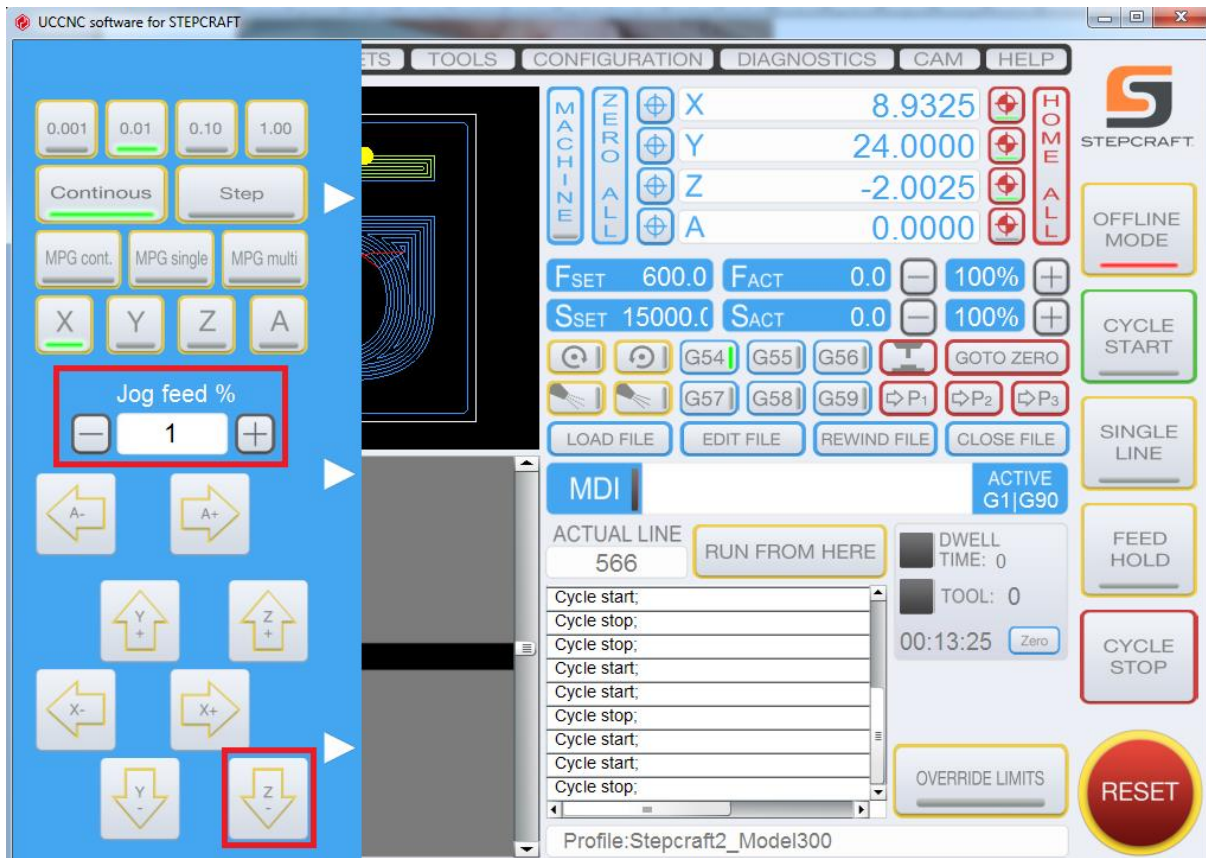 UCCNC software for STEPCRAFT
ETS TOOLS CONFIGURATION DIAGNOSTICS CAM HELP
0.001 0.01 0.10 1.00
Continous Step
MPG cont. MPG single MPG multi
X Y Z A
Jog feed %
1
A- A+
Y+ Z+
X- X+
Y- Z-
MACHINE
ZERO ALL
X 8.9325
Y 24.0000
Z -2.0025
A 0.0000
HOME ALL
FSET 600.0 FACT 0.0 100%
SSET 15000.( SACT 0.0 100%
G54 G55 G56 GOTO ZERO
G57 G58 G59 P1 P2 P3
LOAD FILE EDIT FILE REWIND FILE CLOSE FILE
MDI
ACTIVE
G1|G90
ACTUAL LINE
566
RUN FROM HERE
DWELL
TIME: 0
TOOL: 0
00:13:25 Zero
Cycle start;
Cycle stop;
Cycle stop;
Cycle start;
Cycle start;
Cycle stop;
Cycle start;
Cycle start;
Cycle stop;
OVERRIDE LIMITS
Profile:Stepcraft2_Model300
STEPCRAFT
OFFLINE
MODE
CYCLE
START
SINGLE
LINE
FEED
HOLD
CYCLE
STOP
RESET